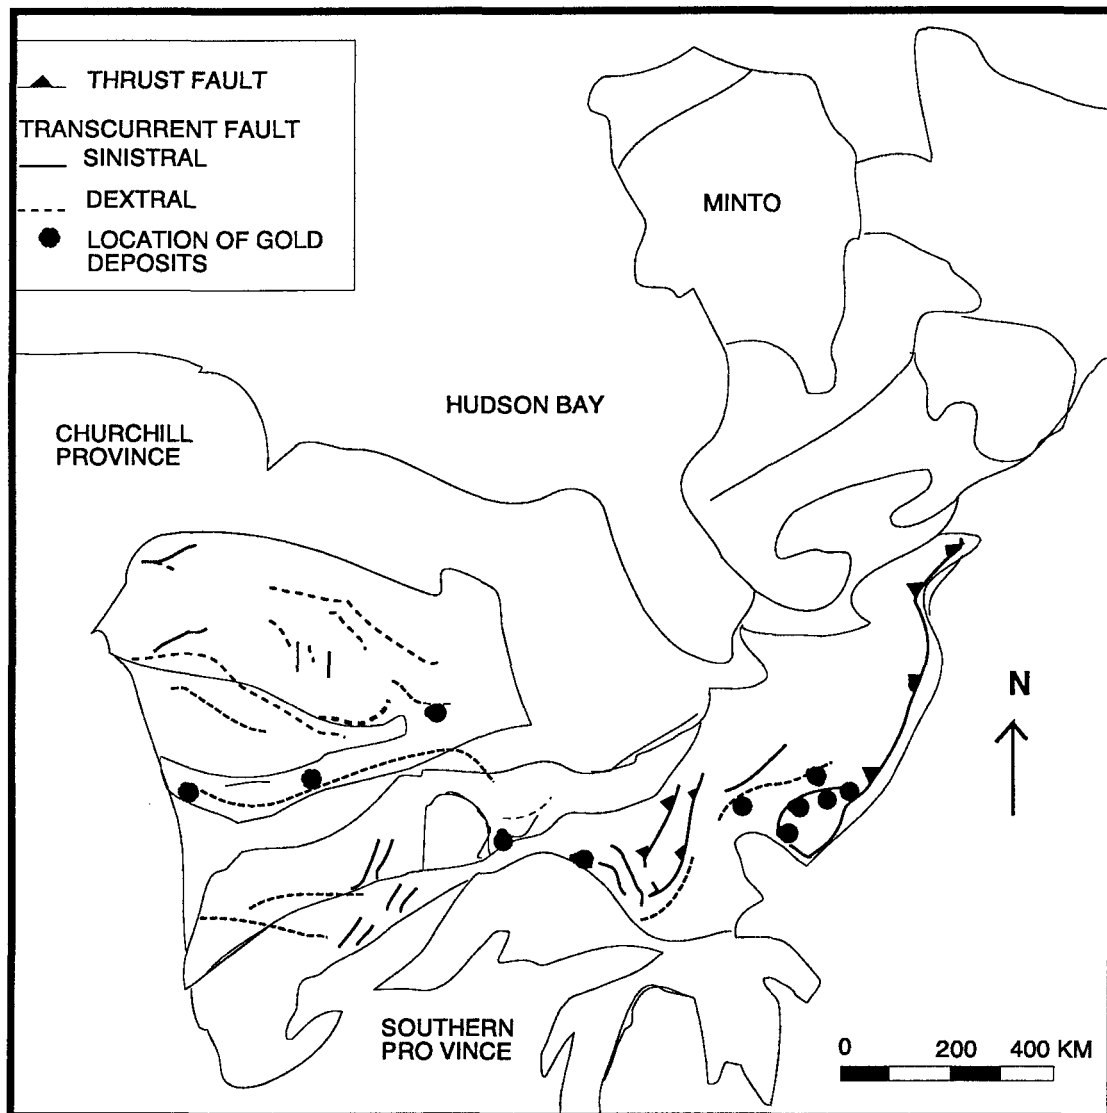 THRUST FAULT
TRANSCURRENT FAULT
SINISTRAL
DEXTRAL
LOCATION OF GOLD
DEPOSITS
MINTO
HUDSON BAY
CHURCHILL
PROVINCE
N
SOUTHERN
PRO VINCE
0 200 400 KM